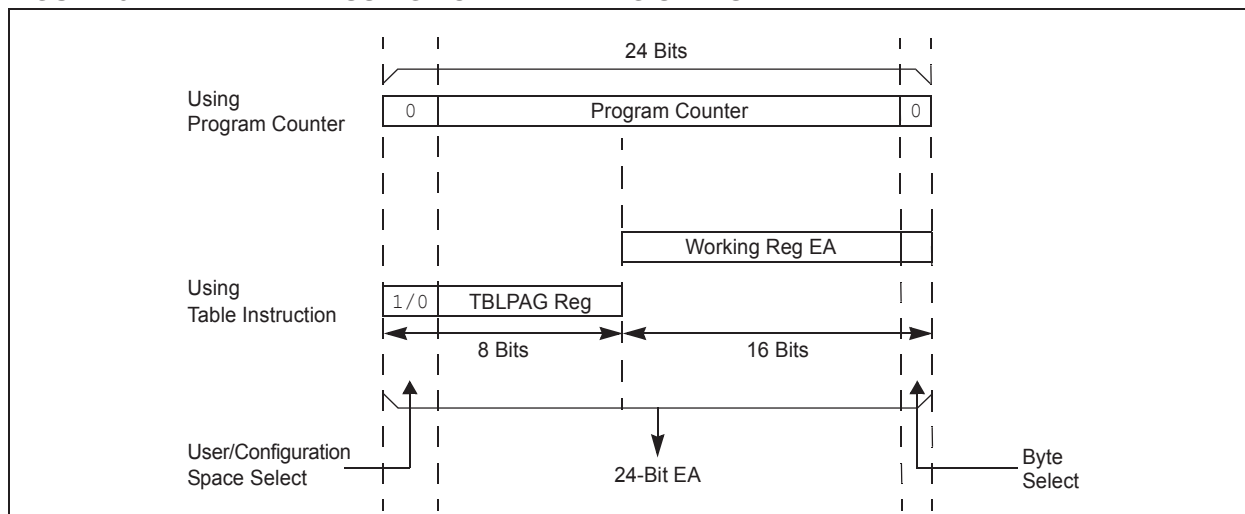 24 Bits
Using
Program Counter
0
Program Counter
0
Working Reg EA
Using
Table Instruction
1/0
TBLPAG Reg
8 Bits
16 Bits
User/Configuration
Space Select
24-Bit EA
Byte
Select